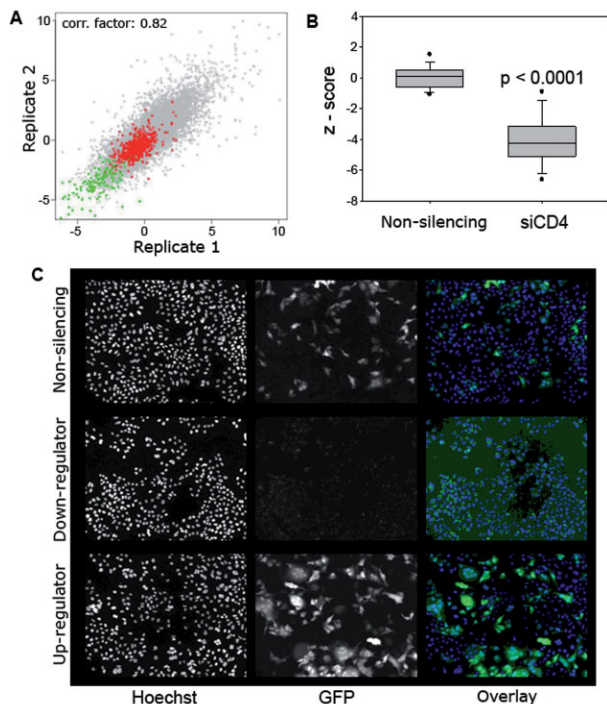 A
corr. factor: 0.82
Replicate 2
10
5
0
-5
-5
0
5
10
Replicate 1
B
z - score
4
2
0
-2
-4
-6
-8
p < 0.0001
Non-silencing
siCD4
C
Non-silencing
Down-regulator
Up-regulator
Hoechst
GFP
Overlay